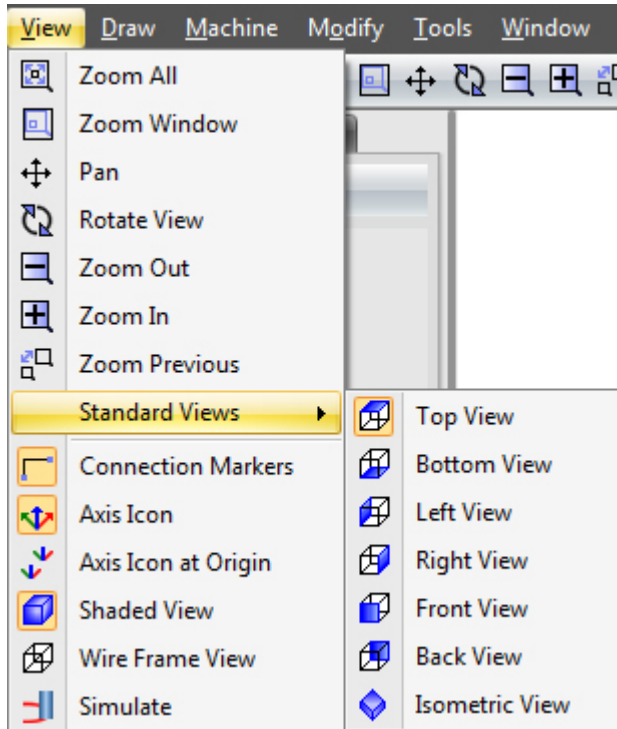 View Draw Machine Modify Tools Window
Zoom All
Zoom Window
Pan
Rotate View
Zoom Out
Zoom In
Zoom Previous
Standard Views
Connection Markers
Axis Icon
Axis Icon at Origin
Shaded View
Wire Frame View
Simulate
Top View
Bottom View
Left View
Right View
Front View
Back View
Isometric View